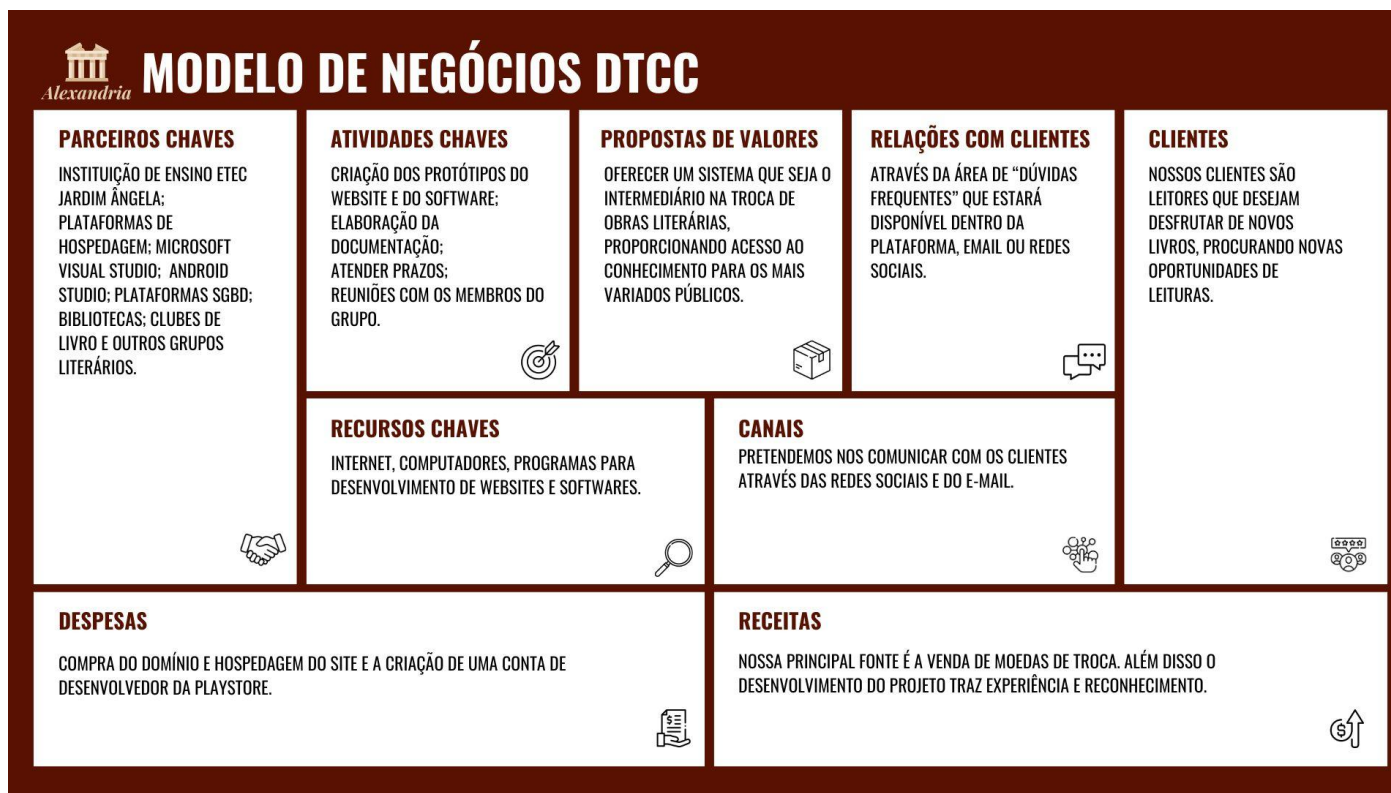 Alexandria
MODELO DE NEGÓCIOS DTCC
PARCEIROS CHAVES
INSTITUIÇÃO DE ENSINO ETEC
JARDIM ÂNGELA;
PLATAFORMAS DE
HOSPEDAGEM; MICROSOFT
VISUAL STUDIO; ANDROID
STUDIO; PLATAFORMAS SGBD;
BIBLIOTECAS; CLUBES DE
LIVRO E OUTROS GRUPOS
LITERÁRIOS.
ATIVIDADES CHAVES
CRIAÇÃO DOS PROTÓTIPOS DO
WEBSITE E DO SOFTWARE;
ELABORAÇÃO DA
DOCUMENTAÇÃO;
ATENDER PRAZOS;
REUNIÕES COM OS MEMBROS DO
GRUPO.
PROPOSTAS DE VALORES
OFERECER UM SISTEMA QUE SEJA O
INTERMEDIÁRIO NA TROCA DE
OBRAS LITERÁRIAS,
PROPORCIONANDO ACESSO AO
CONHECIMENTO PARA OS MAIS
VARIADOS PÚBLICOS.
RELAÇÕES COM CLIENTES
ATRAVÉS DA ÁREA DE “DÚVIDAS
FREQUENTES” QUE ESTARÁ
DISPONÍVEL DENTRO DA
PLATAFORMA, EMAIL OU REDES
SOCIAIS.
CLIENTES
NOSSOS CLIENTES SÃO
LEITORES QUE DESEJAM
DESFRUTAR DE NOVOS
LIVROS, PROCURANDO NOVAS
OPORTUNIDADES DE
LEITURAS.
RECURSOS CHAVES
INTERNET, COMPUTADORES, PROGRAMAS PARA
DESENVOLVIMENTO DE WEBSITES E SOFTWARES.
CANAIS
PRETENDEMOS NOS COMUNICAR COM OS CLIENTES
ATRAVÉS DAS REDES SOCIAIS E DO E-MAIL.
DESPESAS
COMPRA DO DOMÍNIO E HOSPEDAGEM DO SITE E A CRIAÇÃO DE UMA CONTA DE
DESENVOLVEDOR DA PLAYSTORE.
RECEITAS
NOSSA PRINCIPAL FONTE É A VENDA DE MOEDAS DE TROCA. ALÉM DISSO O
DESENVOLVIMENTO DO PROJETO TRAZ EXPERIÊNCIA E RECONHECIMENTO.